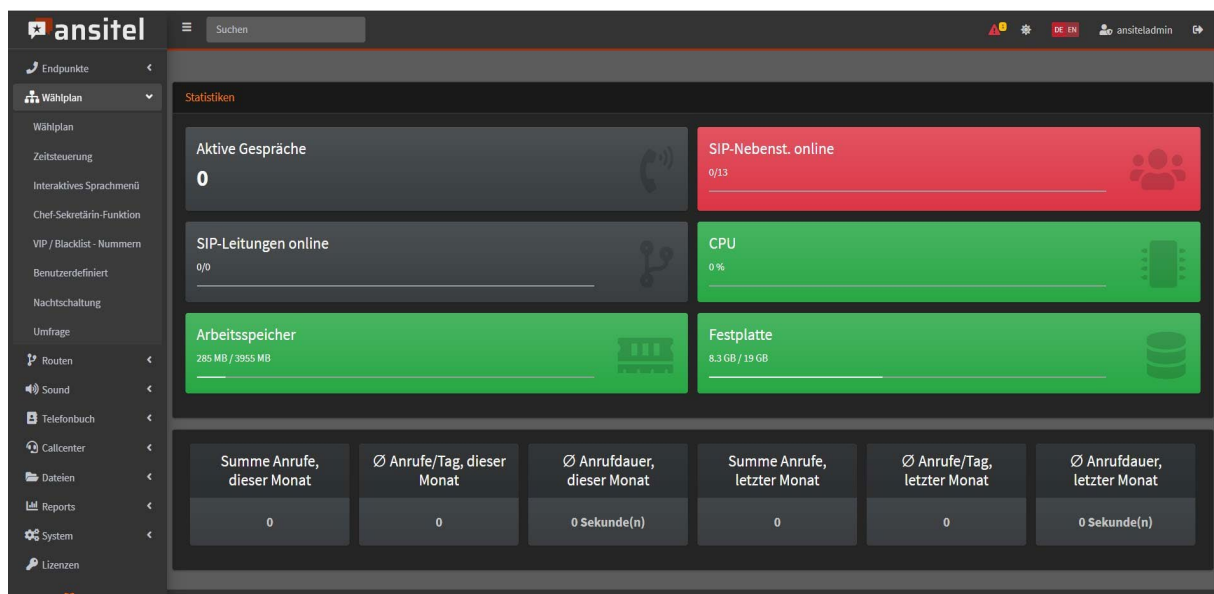 ansitel
Suchen
DE EN
ansiteladmin
Endpunkte
Wählplan
Wählplan
Zeitsteuerung
Interaktives Sprachmenü
Chef-Sekretärin-Funktion
VIP / Blacklist - Nummern
Benutzerdefiniert
Nachtschaltung
Umfrage
Routen
Sound
Telefonbuch
Callcenter
Dateien
Reports
System
Lizenzen
Statistiken
Aktive Gespräche
0
SIP-Nebenst. online
0/13
SIP-Leitungen online
0/0
CPU
0 %
Arbeitsspeicher
285 MB / 3955 MB
Festplatte
8.3 GB / 19 GB
Summe Anrufe,
dieser Monat
0
Ø Anrufe/Tag, dieser
Monat
0
Ø Anrufdauer,
dieser Monat
0 Sekunde(n)
Summe Anrufe,
letzter Monat
0
Ø Anrufe/Tag,
letzter Monat
0
Ø Anrufdauer,
letzter Monat
0 Sekunde(n)